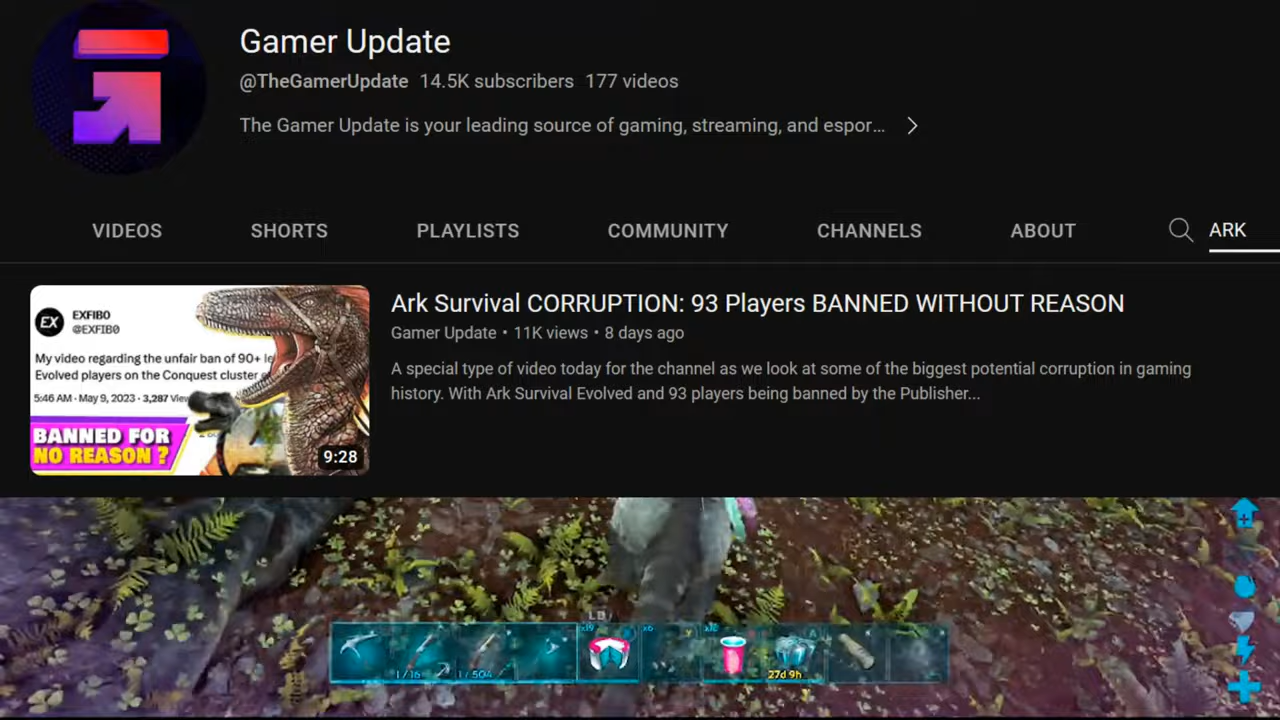 Gamer Update
@TheGamerUpdate 14.5K subscribers 177 videos
The Gamer Update is your leading source of gaming, streaming, and espor...
VIDEOS SHORTS PLAYLISTS COMMUNITY CHANNELS ABOUT ARK
EX EXFIBO
@EXFIB0
My video regarding the unfair ban of 90+
Evolved players on the Conquest cluster
5:46 AM · May 9, 2023 · 3,287
BANNED FOR
NO REASON ?
9:28
Ark Survival CORRUPTION: 93 Players BANNED WITHOUT REASON
Gamer Update • 11K views • 8 days ago
A special type of video today for the channel as we look at some of the biggest potential corruption in gaming
history. With Ark Survival Evolved and 93 players being banned by the Publisher...
LB
x19 x6 Y
1/16 1/504 27d 9h